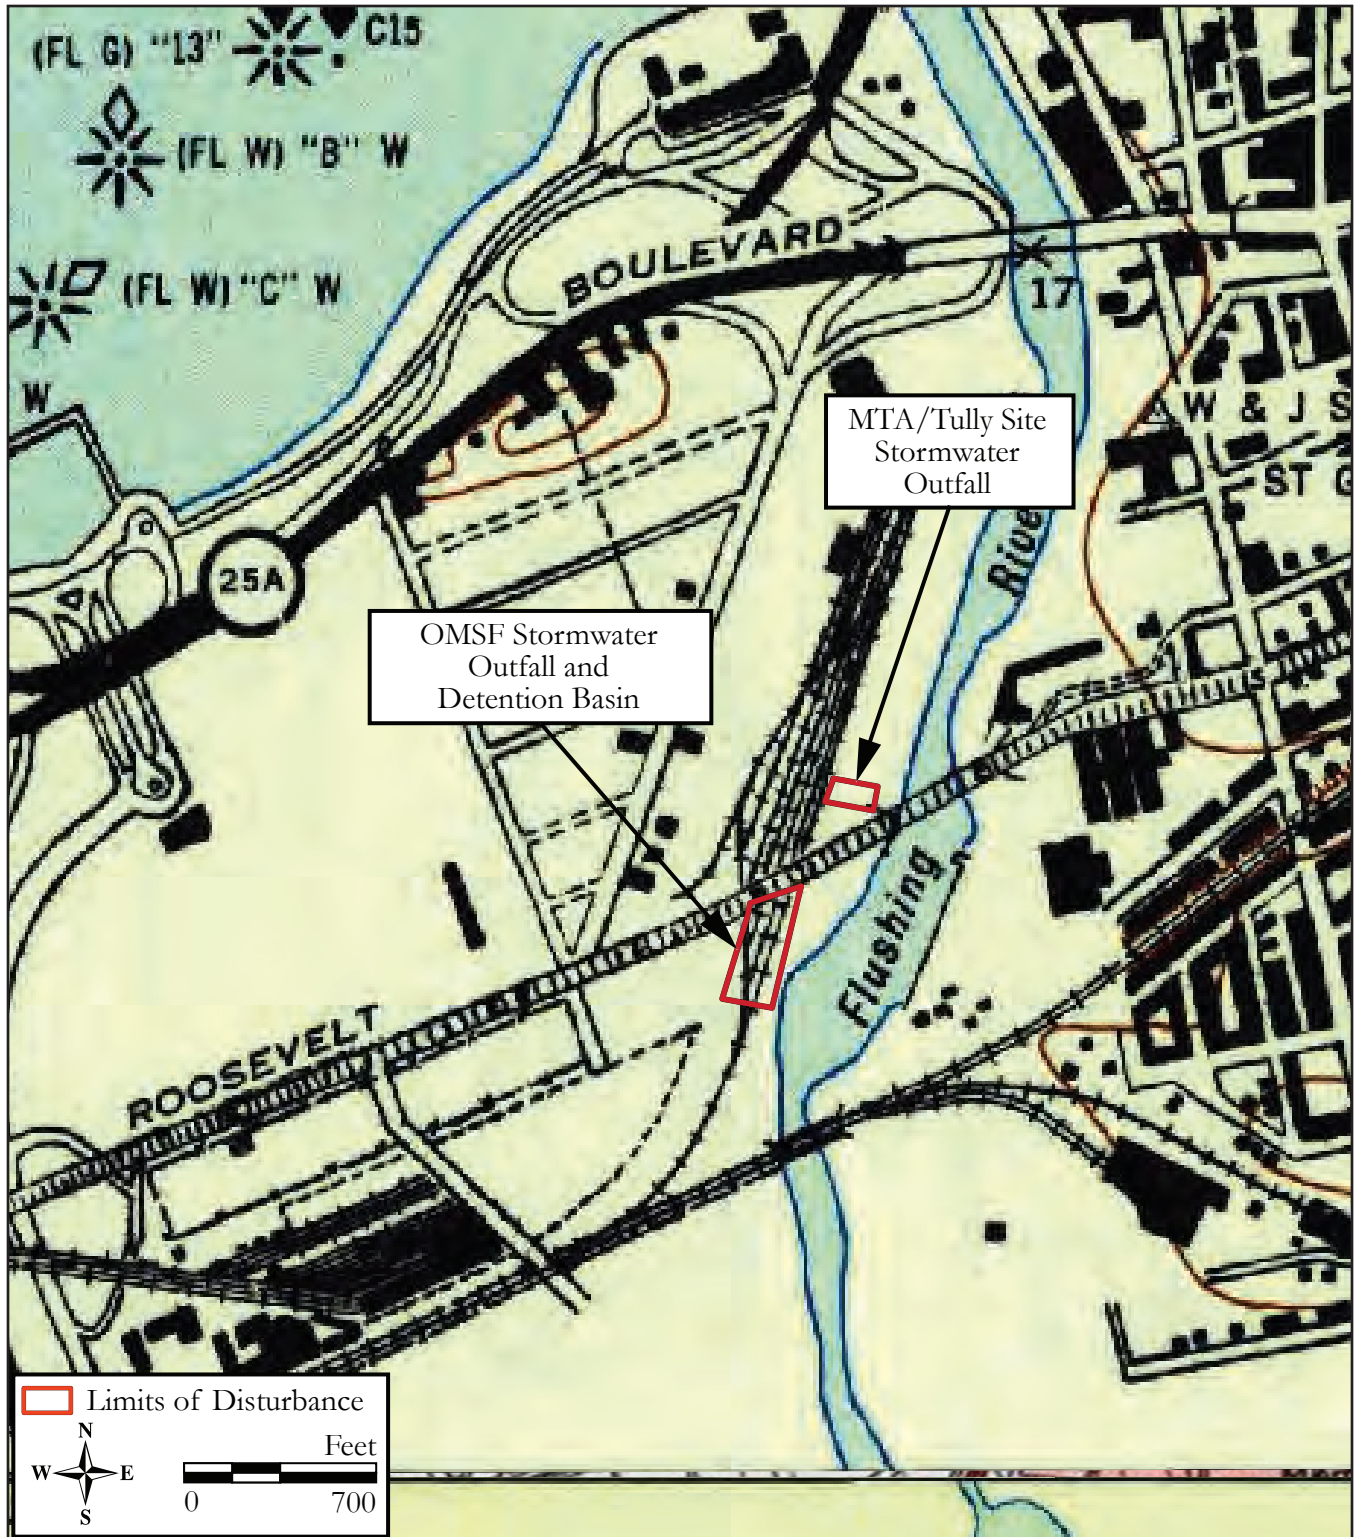 (FL G) "13"
C15
(FL W) "B" W
(FL W) "C" W
W
BOULEVARD
17
MTA/Tully Site
Stormwater
Outfall
W & J S
ST G
25A
OMSF Stormwater
Outfall and
Detention Basin
River
Flushing
ROOSEVELT
Limits of Disturbance
N
W E
S
Feet
0 700